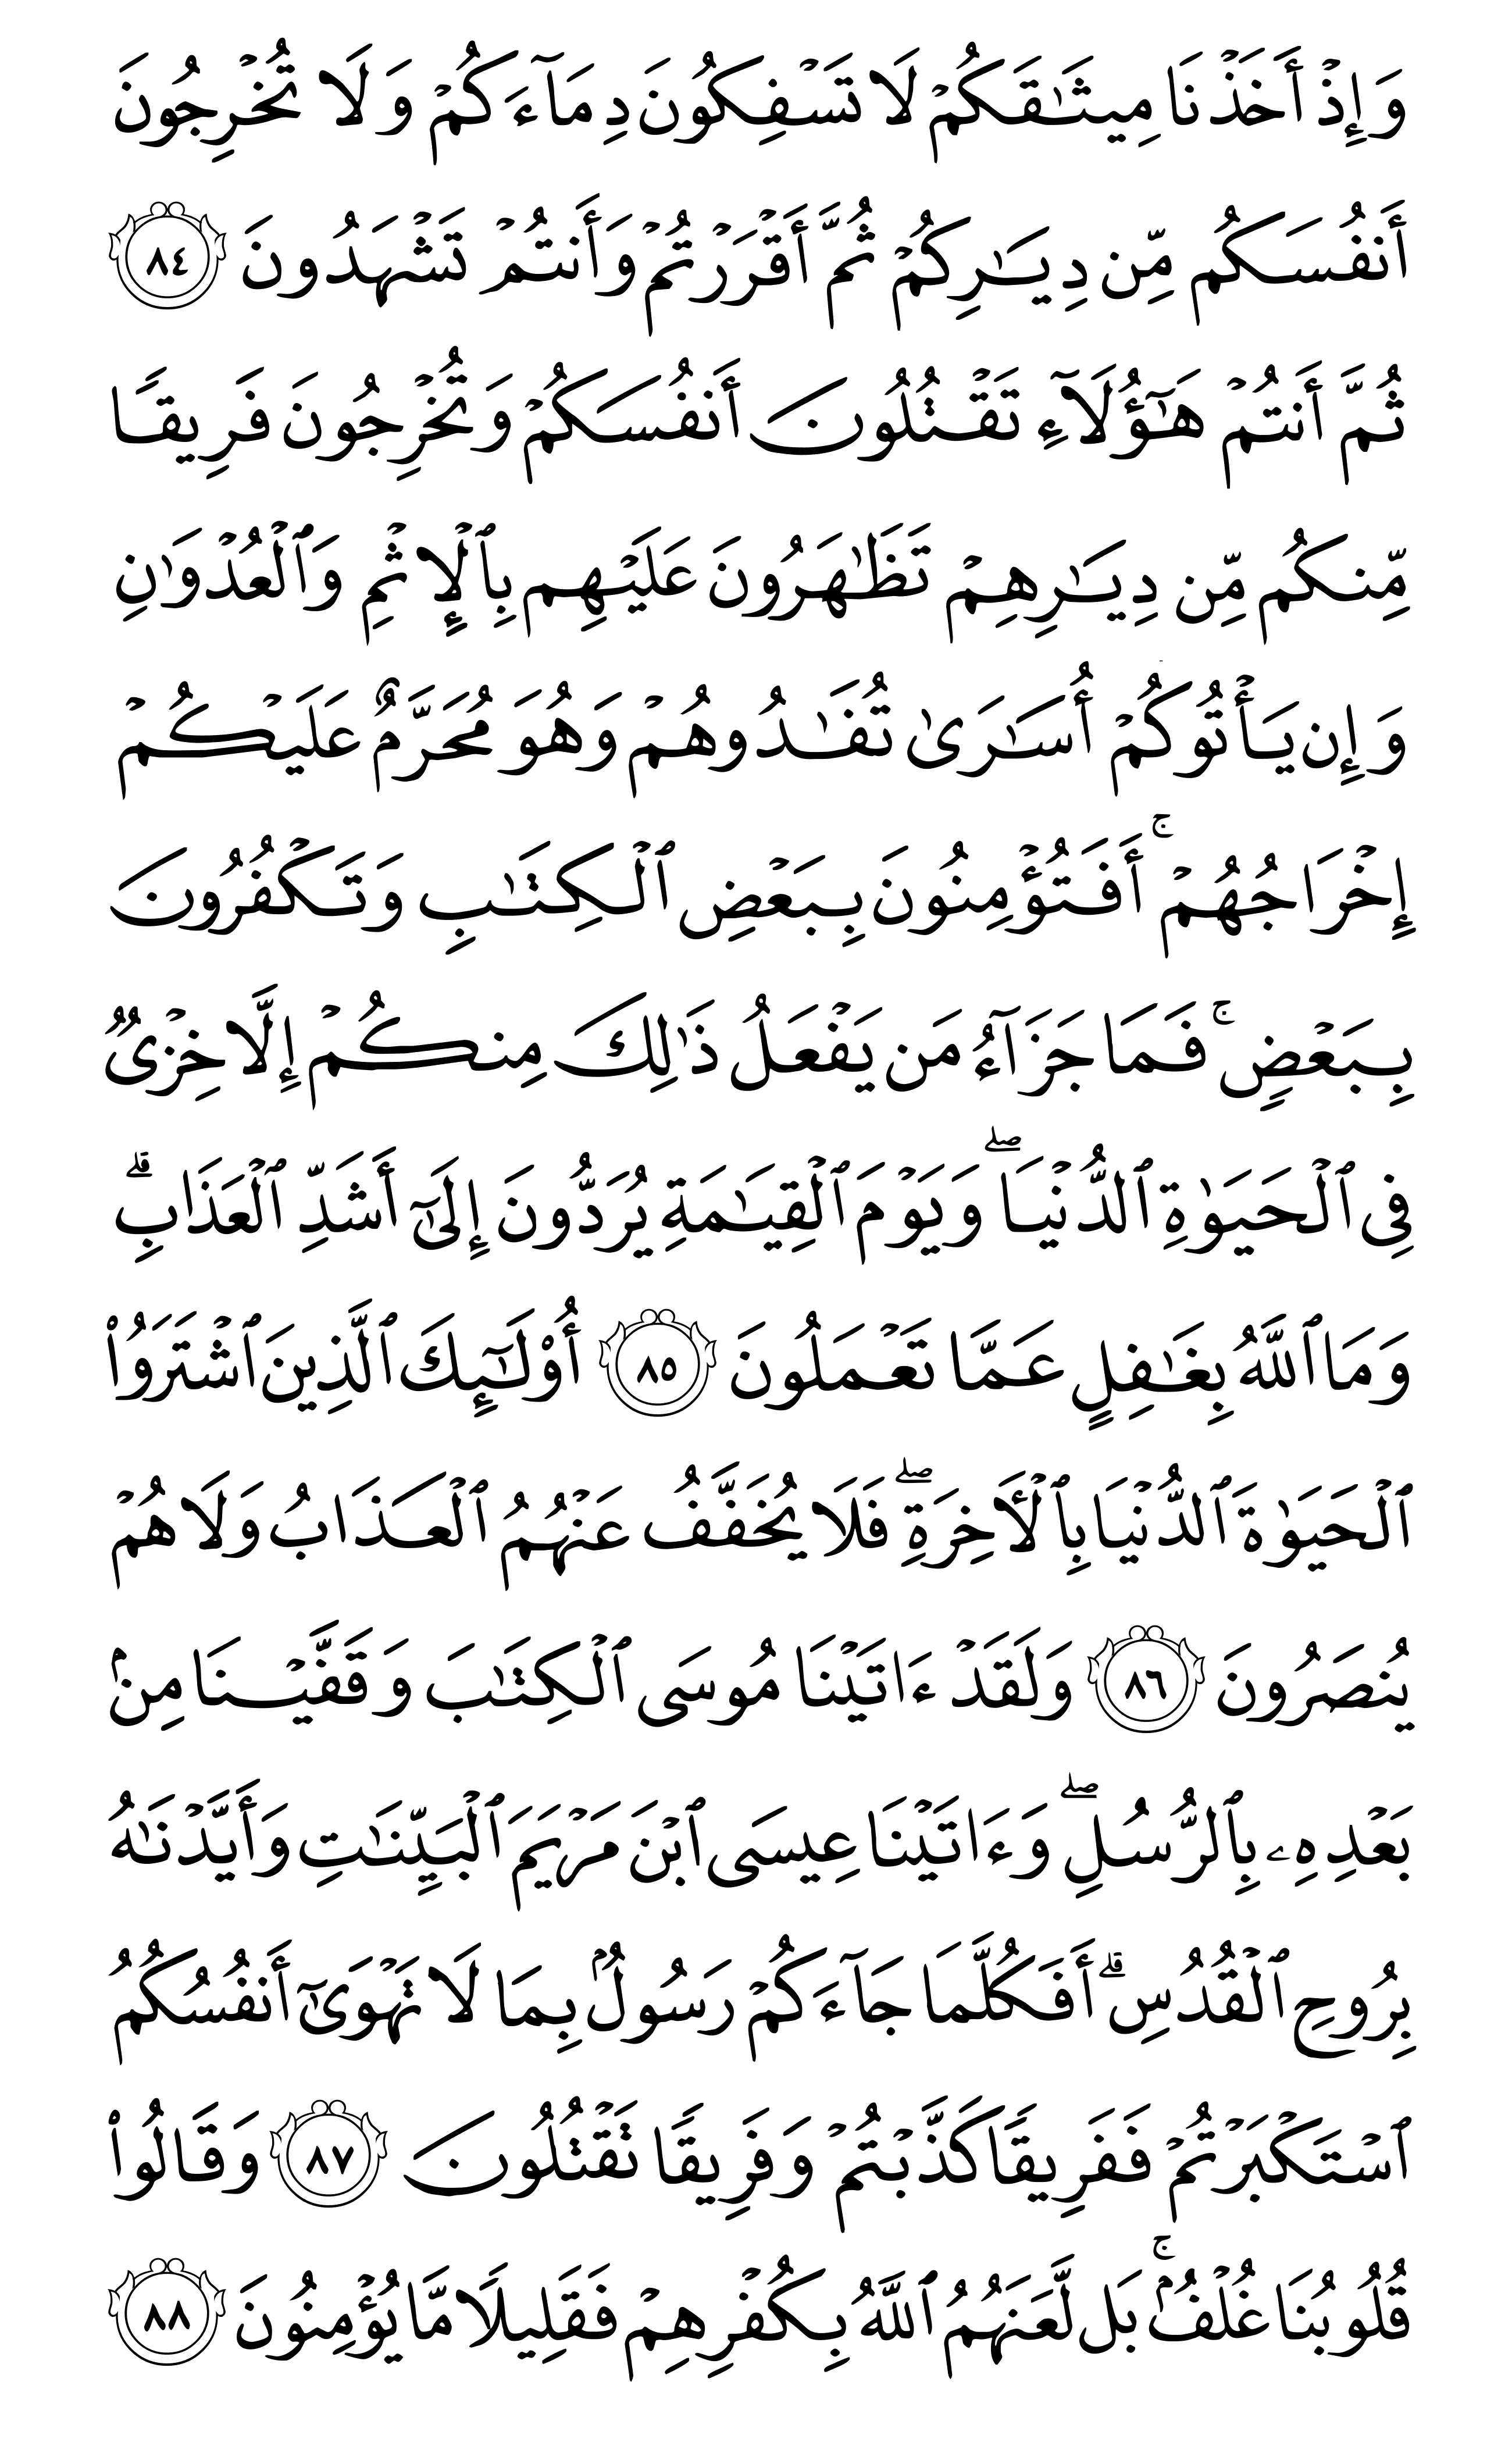 وَإِذْ أَخَذْنَا مِيثَـٰقَكُمْ لَا تَسْفِكُونَ دِمَآءَكُمْ وَلَا تُخْرِجُونَ
أَنفُسَكُم مِّن دِيَـٰرِكُمْ ثُمَّ أَقْرَرْتُمْ وَأَنتُمْ تَشْهَدُونَ ٨٤
ثُمَّ أَنتُمْ هَـٰٓؤُلَآءِ تَقْتُلُونَ أَنفُسَكُمْ وَتُخْرِجُونَ فَرِيقًا
مِّنكُم مِّن دِيَـٰرِهِمْ تَظَـٰهَرُونَ عَلَيْهِم بِٱلْإِثْمِ وَٱلْعُدْوَٰنِ
وَإِن يَأْتُوكُمْ أُسَـٰرَىٰ تُفَـٰدُوهُمْ وَهُوَ مُحَرَّمٌ عَلَيْكُمْ
إِخْرَاجُهُمْ ۚ أَفَتُؤْمِنُونَ بِبَعْضِ ٱلْكِتَـٰبِ وَتَكْفُرُونَ
بِبَعْضٍ ۚ فَمَا جَزَآءُ مَن يَفْعَلُ ذَٰلِكَ مِنكُمْ إِلَّا خِزْىٌ
فِى ٱلْحَيَوٰةِ ٱلدُّنْيَا ۖ وَيَوْمَ ٱلْقِيَـٰمَةِ يُرَدُّونَ إِلَىٰٓ أَشَدِّ ٱلْعَذَابِ ۗ
وَمَا ٱللَّهُ بِغَـٰفِلٍ عَمَّا تَعْمَلُونَ ٨٥ أُو۟لَـٰٓئِكَ ٱلَّذِينَ ٱشْتَرَوُا۟
ٱلْحَيَوٰةَ ٱلدُّنْيَا بِٱلْـَٔاخِرَةِ ۖ فَلَا يُخَفَّفُ عَنْهُمُ ٱلْعَذَابُ وَلَا هُمْ
يُنصَرُونَ ٨٦ وَلَقَدْ ءَاتَيْنَا مُوسَى ٱلْكِتَـٰبَ وَقَفَّيْنَا مِنۢ
بَعْدِهِۦ بِٱلرُّسُلِ ۖ وَءَاتَيْنَا عِيسَى ٱبْنَ مَرْيَمَ ٱلْبَيِّنَـٰتِ وَأَيَّدْنَـٰهُ
بِرُوحِ ٱلْقُدُسِ ۗ أَفَكُلَّمَا جَآءَكُمْ رَسُولٌۢ بِمَا لَا تَهْوَىٰٓ أَنفُسُكُمُ
ٱسْتَكْبَرْتُمْ فَفَرِيقًا كَذَّبْتُمْ وَفَرِيقًا تَقْتُلُونَ ٨٧ وَقَالُوا۟
قُلُوبُنَا غُلْفٌۢ ۚ بَل لَّعَنَهُمُ ٱللَّهُ بِكُفْرِهِمْ فَقَلِيلًا مَّا يُؤْمِنُونَ ٨٨